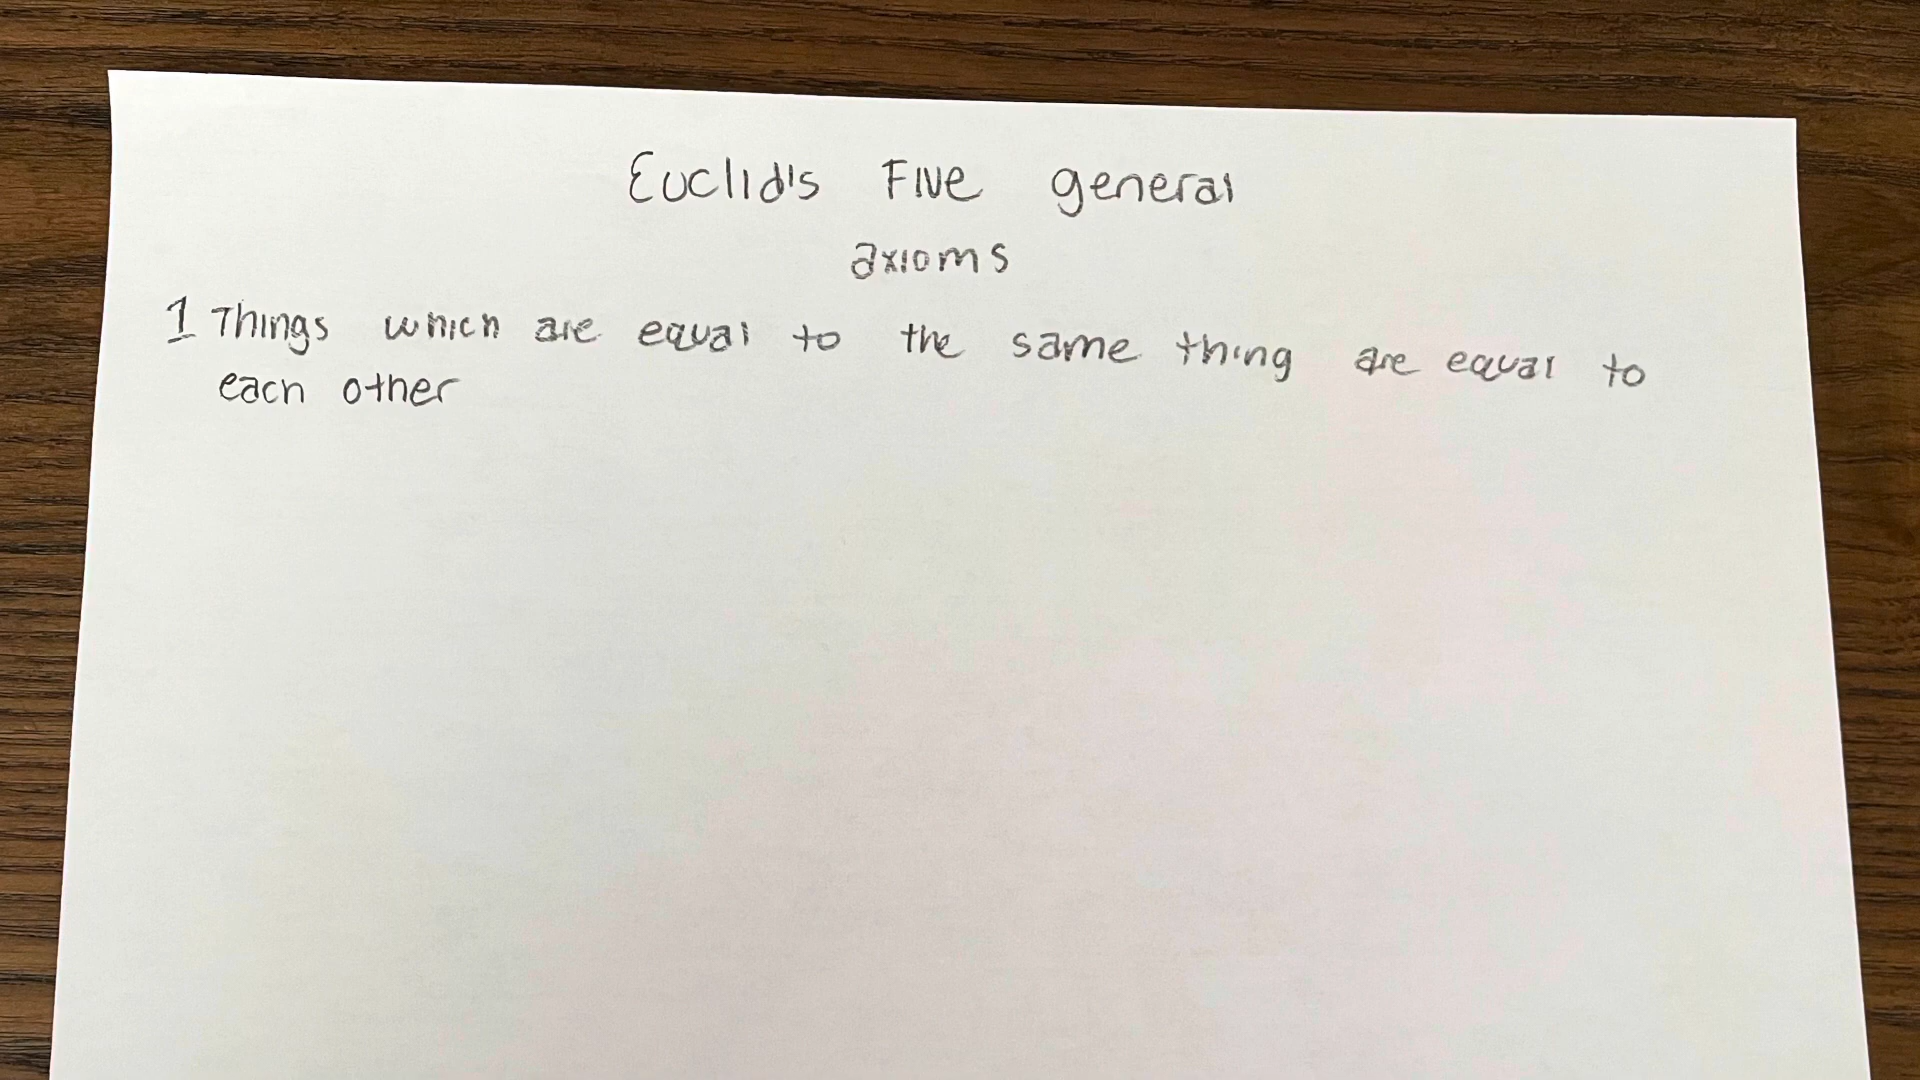 Euclid's Five general
axioms
1 Things which are equal to the same thing are equal to
each other